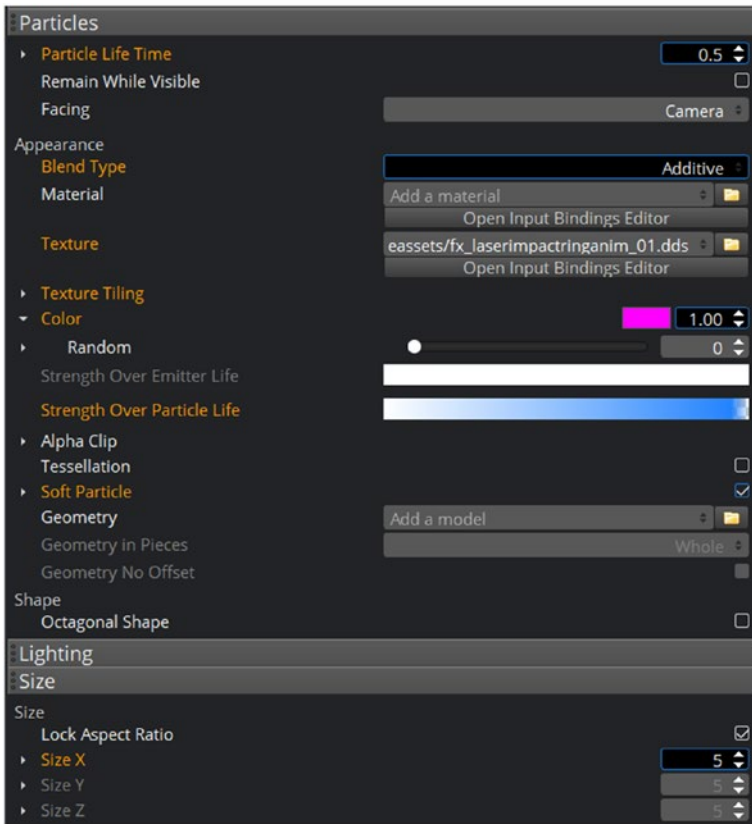 Particles
Particle Life Time 0.5
Remain While Visible
Facing Camera
Appearance
Blend Type Additive
Material Add a material
Open Input Bindings Editor
Texture eassets/fx_laserimpactringanim_01.dds
Open Input Bindings Editor
Texture Tiling
Color 1.00
Random 0
Strength Over Emitter Life
Strength Over Particle Life
Alpha Clip
Tessellation
Soft Particle
Geometry Add a model
Geometry in Pieces Whole
Geometry No Offset
Shape
Octagonal Shape
Lighting
Size
Size
Lock Aspect Ratio
Size X 5
Size Y 5
Size Z 5